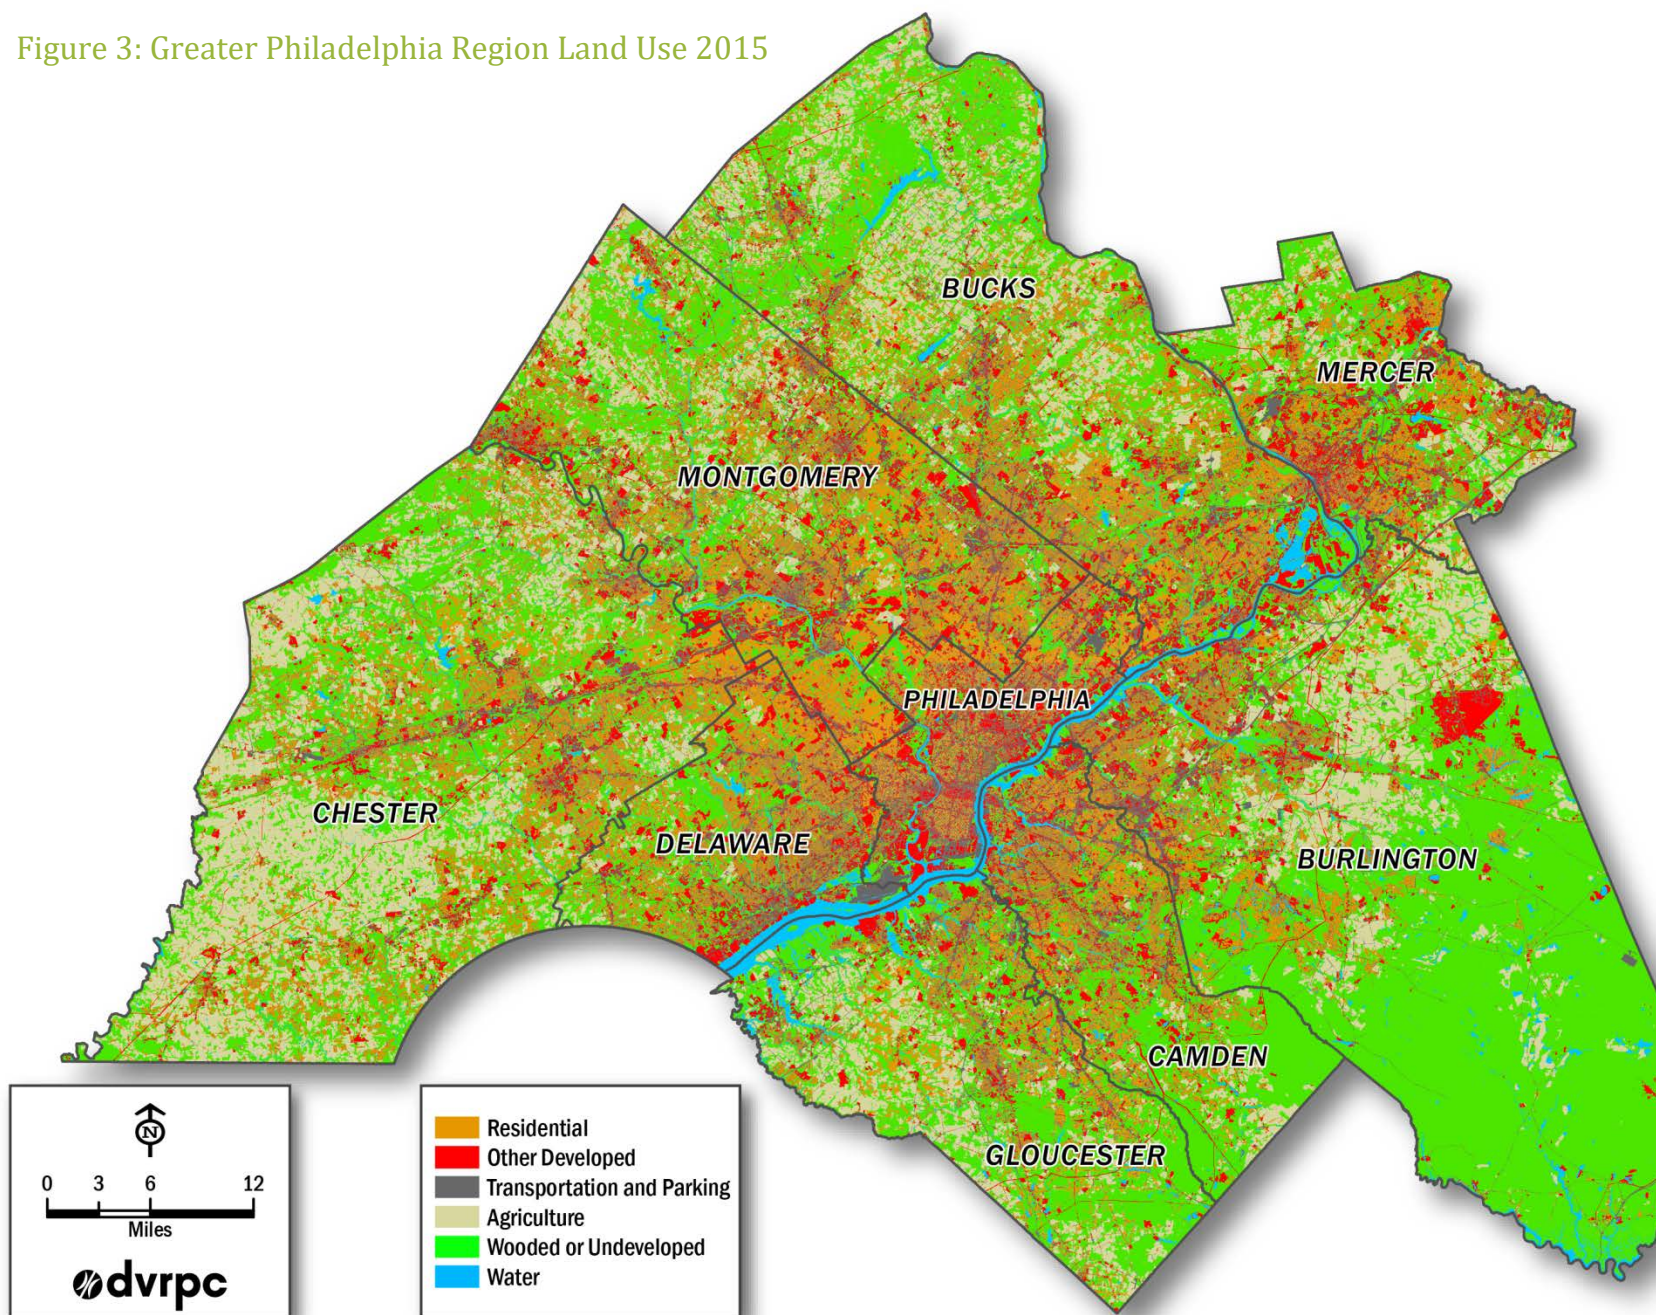 Figure 3: Greater Philadelphia Region Land Use 2015
BUCKS
MERCER
MONTGOMERY
PHILADELPHIA
CHESTER
DELAWARE
BURLINGTON
CAMDEN
GLOUCESTER
N
0 3 6 12
Miles
dvrpc
Residential
Other Developed
Transportation and Parking
Agriculture
Wooded or Undeveloped
Water